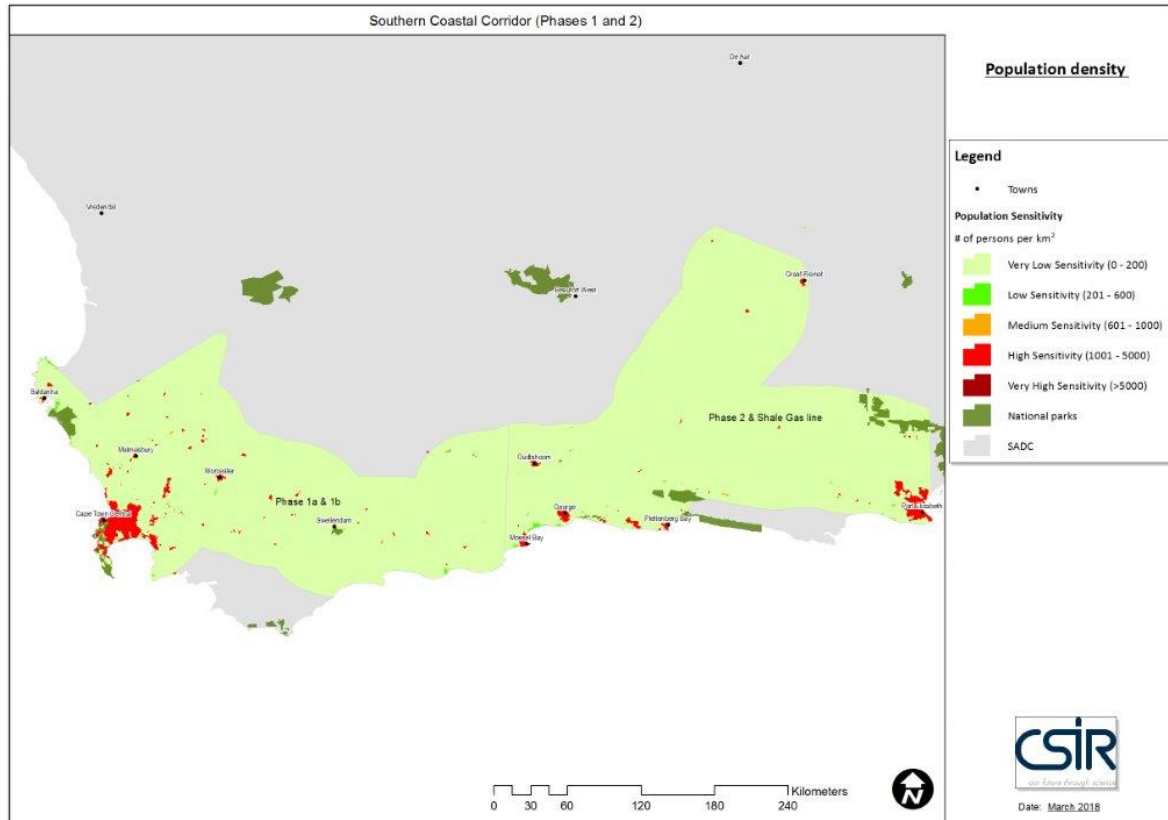 Southern Coastal Corridor (Phases 1 and 2)
Population density
De Aar
Vredendal
Beaufort West
Graaf-Reinet
Saldanha
Malmesbury
Worcester
Cape Town Central
Phase 1a & 1b
Swellendam
Oudtshoorn
George
Mossel Bay
Plettenberg Bay
Phase 2 & Shale Gas line
Port Elizabeth
Legend
Towns
Population Sensitivity
# of persons per km²
Very Low Sensitivity (0 - 200)
Low Sensitivity (201 - 600)
Medium Sensitivity (601 - 1000)
High Sensitivity (1001 - 5000)
Very High Sensitivity (>5000)
National parks
SADC
Kilometers
0 30 60 120 180 240
N
CSIR
our future through science
Date: March 2018